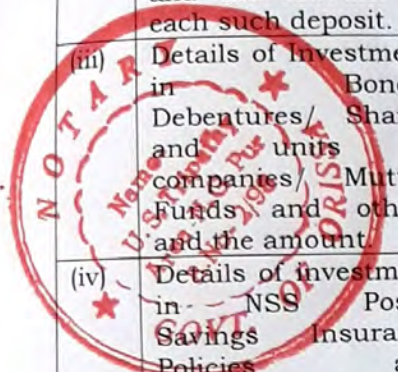 each such deposit.
(iii) Details of Investme
in Bon
Debentures/ Sha
and units
companies/ Mut
Funds and oth
and the amount.
(iv) Details of investm
in NSS Pos
Savings Insura
Policies a
NOTARY
Name
GOVT. OF ORISSA